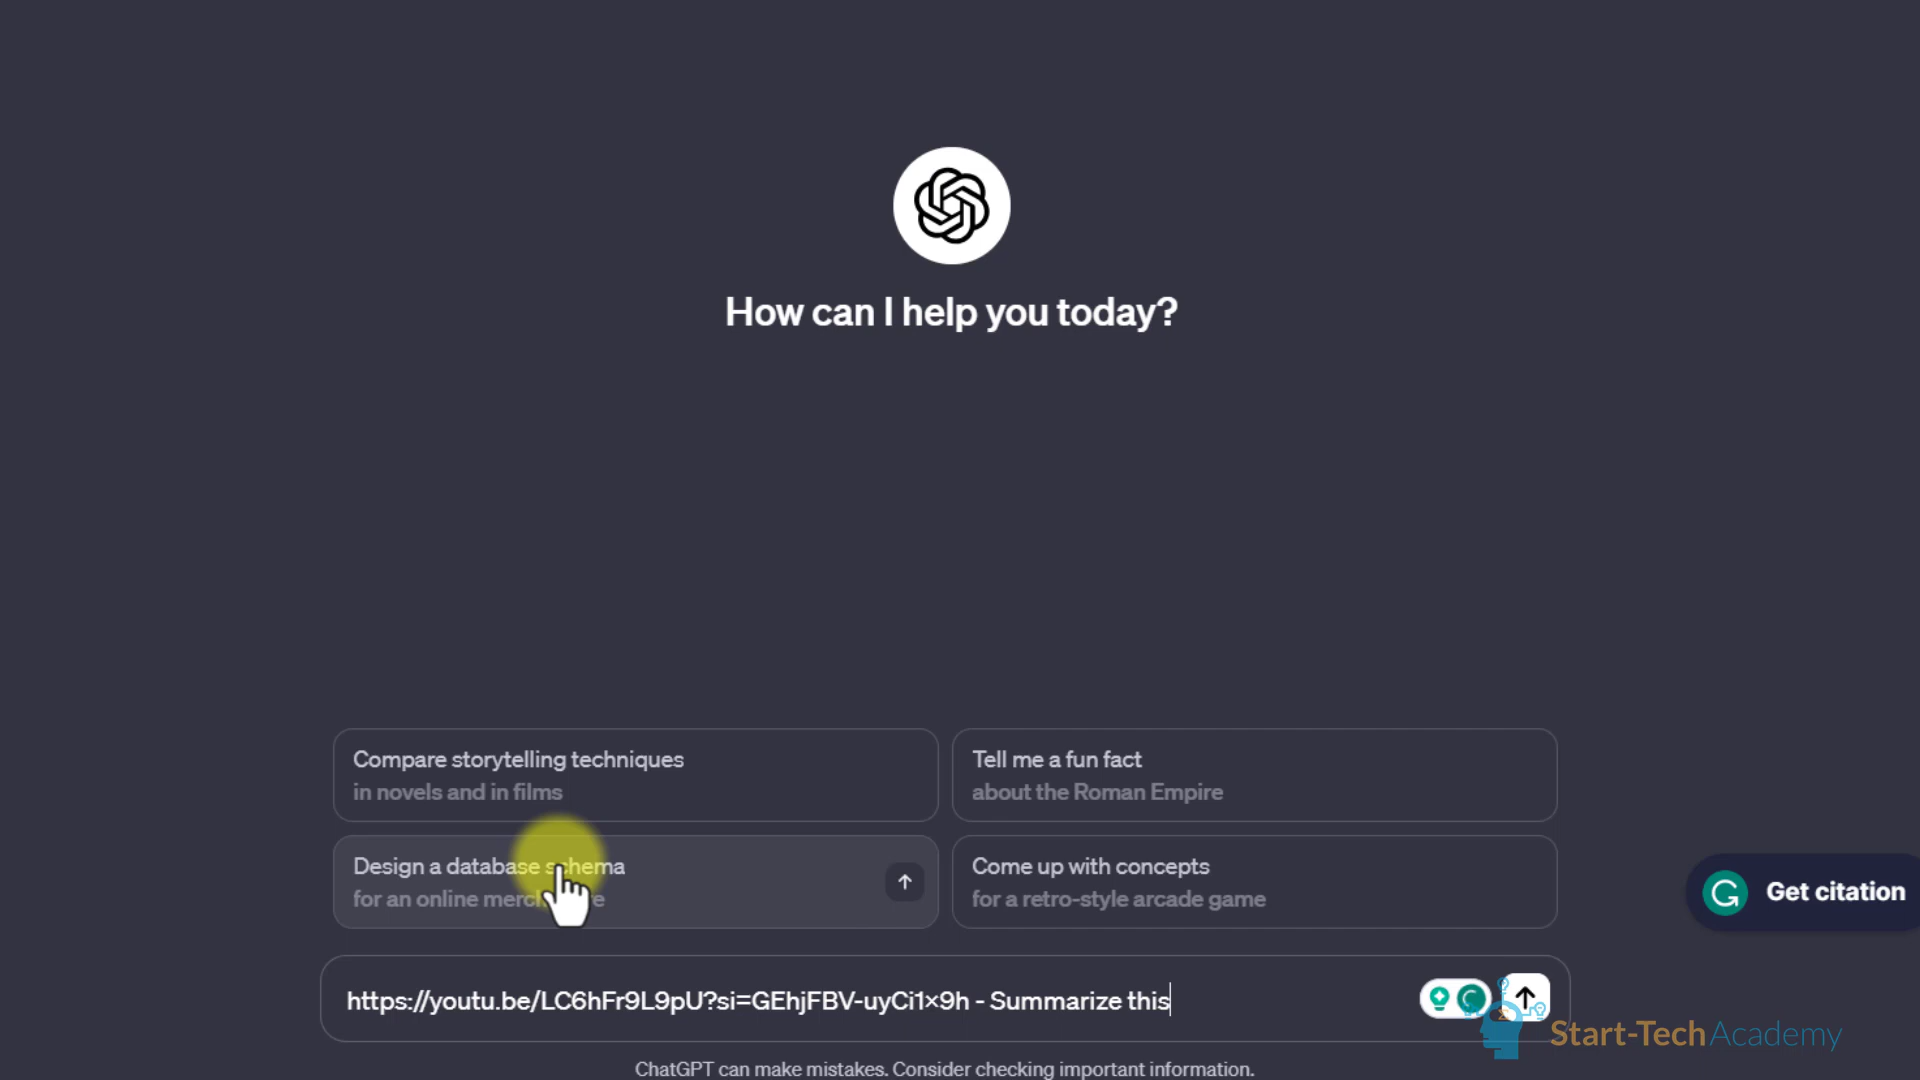 How can I help you today?
Compare storytelling techniques
in novels and in films
Tell me a fun fact
about the Roman Empire
Design a database schema
for an online
Come up with concepts
for a retro-style arcade game
Get citation
https://youtu.be/LC6hFr9L9pU?si=GEhjFBV-uyCi1x9h - Summarize this
Start-Tech Academy
ChatGPT can make mistakes. Consider checking important information.